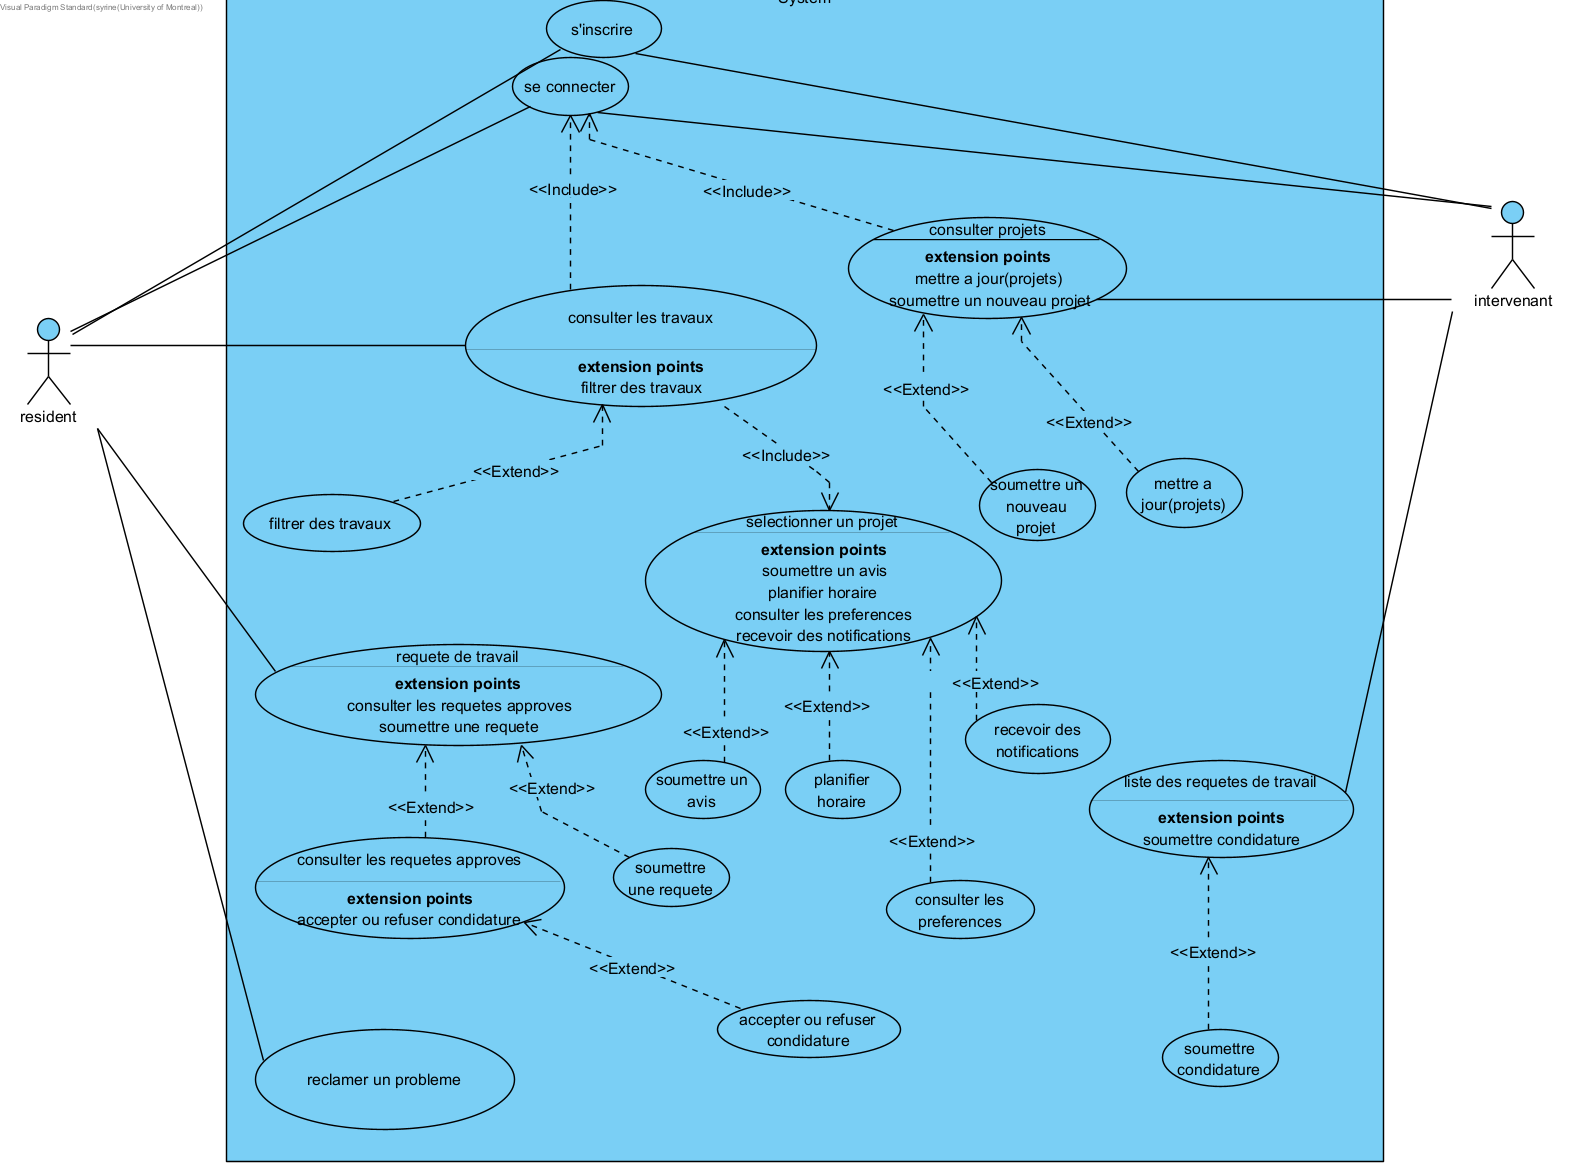 Visual Paradigm Standard(syrine(University of Montreal))
System
s'inscrire
se connecter
<<Include>>
<<Include>>
consulter projets
extension points
mettre a jour(projets)
soumettre un nouveau projet
intervenant
consulter les travaux
extension points
filtrer des travaux
resident
<<Extend>>
<<Extend>>
<<Include>>
<<Extend>>
filtrer des travaux
soumettre un
nouveau
projet
mettre a
jour(projets)
selectionner un projet
extension points
soumettre un avis
planifier horaire
consulter les preferences
recevoir des notifications
requete de travail
extension points
consulter les requetes approves
soumettre une requete
<<Extend>>
<<Extend>>
<<Extend>>
recevoir des
notifications
soumettre un
avis
planifier
horaire
liste des requetes de travail
extension points
soumettre condidature
<<Extend>>
<<Extend>>
<<Extend>>
consulter les requetes approves
extension points
accepter ou refuser condidature
soumettre
une requete
consulter les
preferences
<<Extend>>
<<Extend>>
accepter ou refuser
condidature
soumettre
condidature
reclamer un probleme